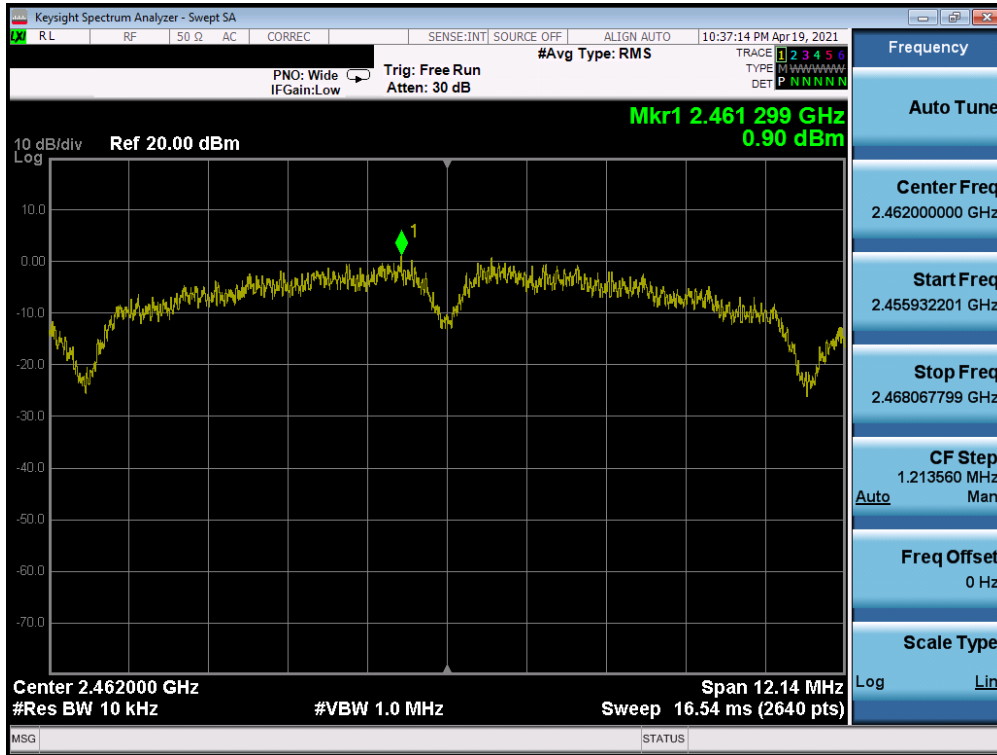 Keysight Spectrum Analyzer - Swept SA
LXI RL RF 50 Ω AC CORREC SENSE:INT SOURCE OFF ALIGN AUTO 10:37:14 PM Apr 19, 2021
#Avg Type: RMS
TRACE 1 2 3 4 5 6
PNO: Wide Trig: Free Run
TYPE M WWWWW
IFGain:Low Atten: 30 dB
DET P N N N N N
Mkr1 2.461 299 GHz
0.90 dBm
10 dB/div Ref 20.00 dBm
Log
1
10.0
0.00
-10.0
-20.0
-30.0
-40.0
-50.0
-60.0
-70.0
Center 2.462000 GHz Span 12.14 MHz
#Res BW 10 kHz #VBW 1.0 MHz Sweep 16.54 ms (2640 pts)
MSG STATUS
Frequency
Auto Tune
Center Freq
2.462000000 GHz
Start Freq
2.455932201 GHz
Stop Freq
2.468067799 GHz
CF Step
1.213560 MHz
Auto Man
Freq Offset
0 Hz
Scale Type
Log Lin